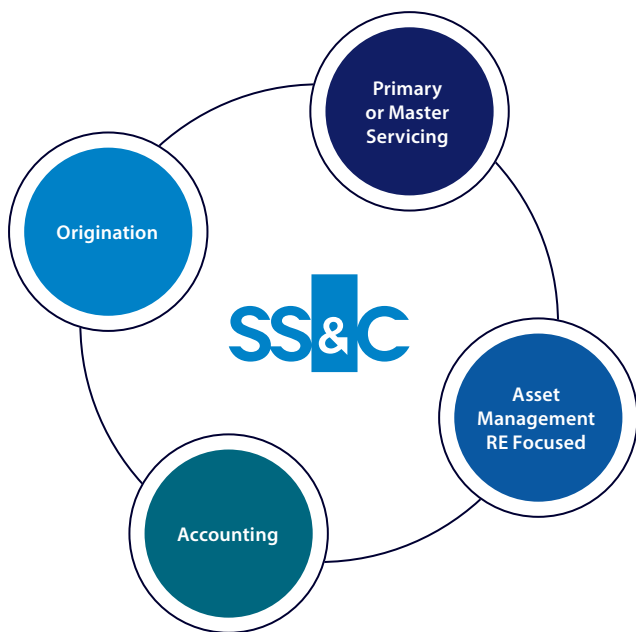 Primary
or Master
Servicing
Origination
SS&C
Asset
Management
RE Focused
Accounting